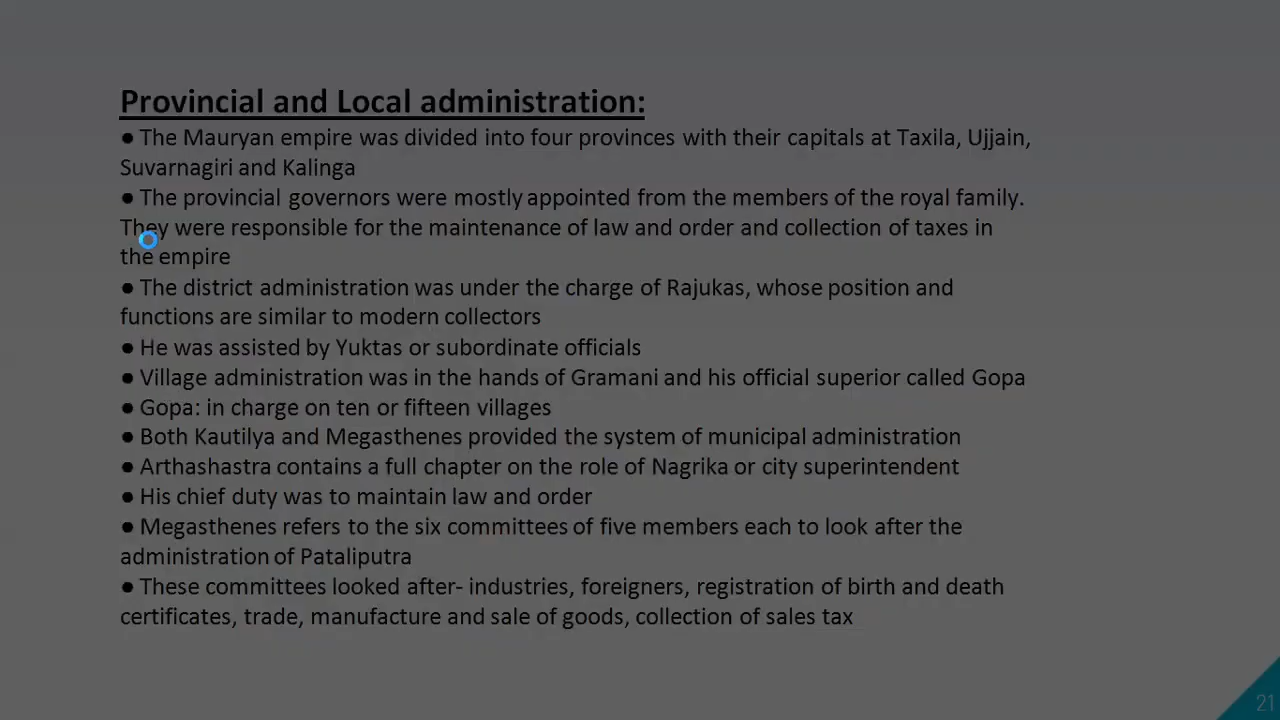 Provincial and Local administration:
● The Mauryan empire was divided into four provinces with their capitals at Taxila, Ujjain,
Suvarnagiri and Kalinga
● The provincial governors were mostly appointed from the members of the royal family.
They were responsible for the maintenance of law and order and collection of taxes in
the empire
● The district administration was under the charge of Rajukas, whose position and
functions are similar to modern collectors
● He was assisted by Yuktas or subordinate officials
● Village administration was in the hands of Gramani and his official superior called Gopa
● Gopa: in charge on ten or fifteen villages
● Both Kautilya and Megasthenes provided the system of municipal administration
● Arthashastra contains a full chapter on the role of Nagrika or city superintendent
● His chief duty was to maintain law and order
● Megasthenes refers to the six committees of five members each to look after the
administration of Pataliputra
● These committees looked after- industries, foreigners, registration of birth and death
certificates, trade, manufacture and sale of goods, collection of sales tax
21